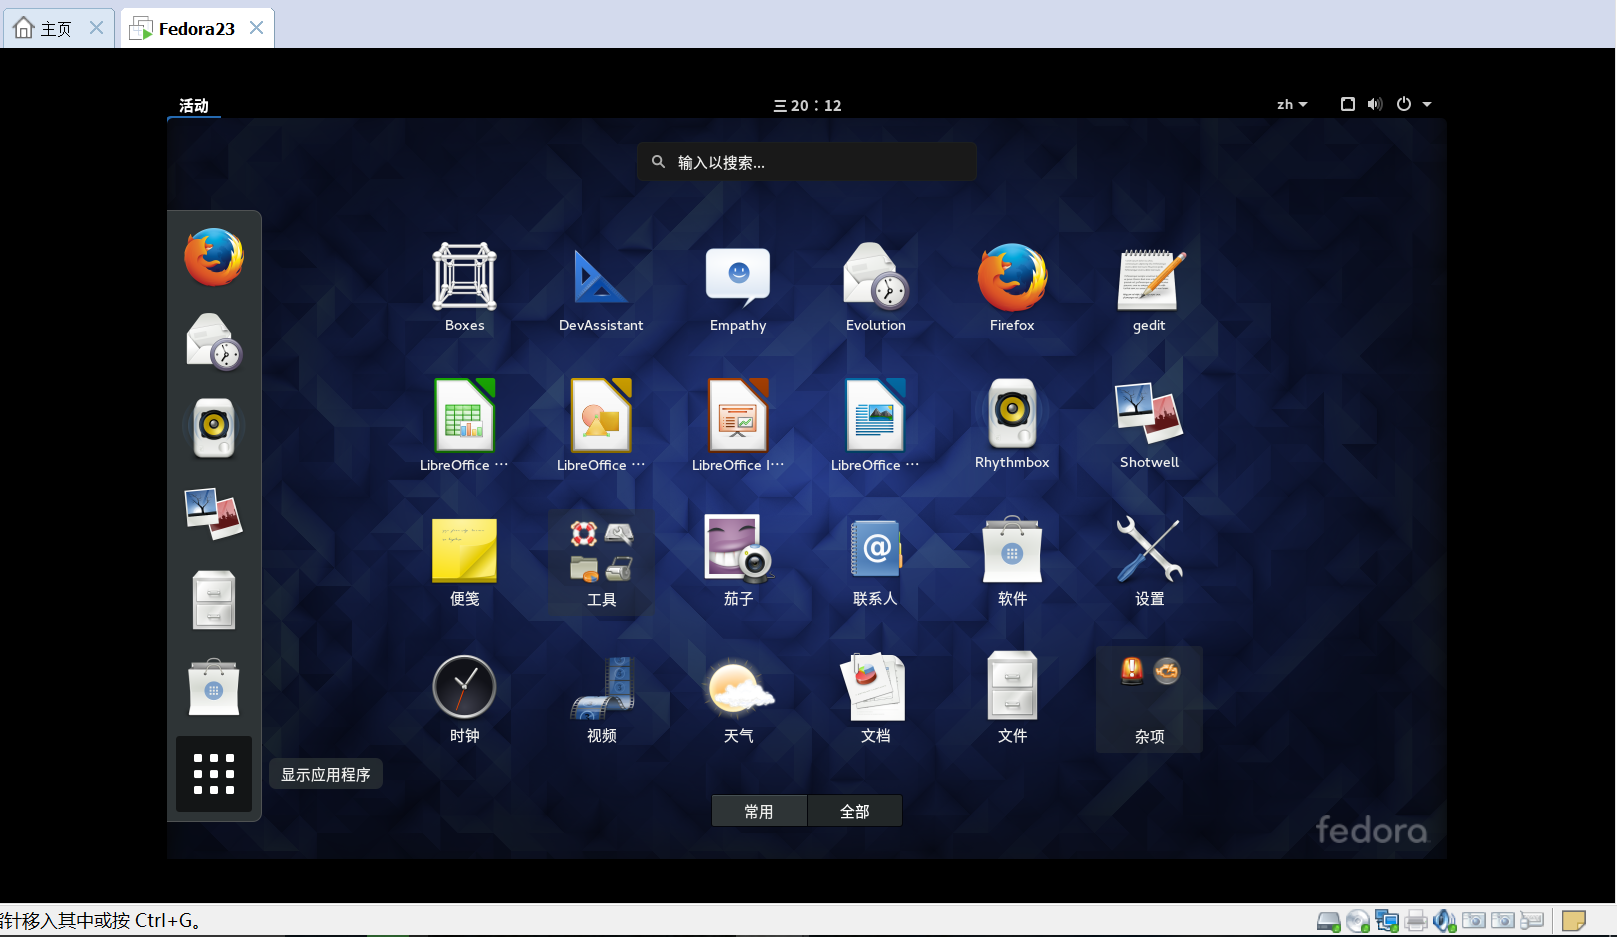 主页
Fedora23
活动
三 20：12
zh
输入以搜索...
Boxes
DevAssistant
Empathy
Evolution
Firefox
gedit
LibreOffice ···
LibreOffice ···
LibreOffice I···
LibreOffice ···
Rhythmbox
Shotwell
便笺
工具
茄子
联系人
软件
设置
时钟
视频
天气
文档
文件
杂项
显示应用程序
常用
全部
fedora
针移入其中或按 Ctrl+G。